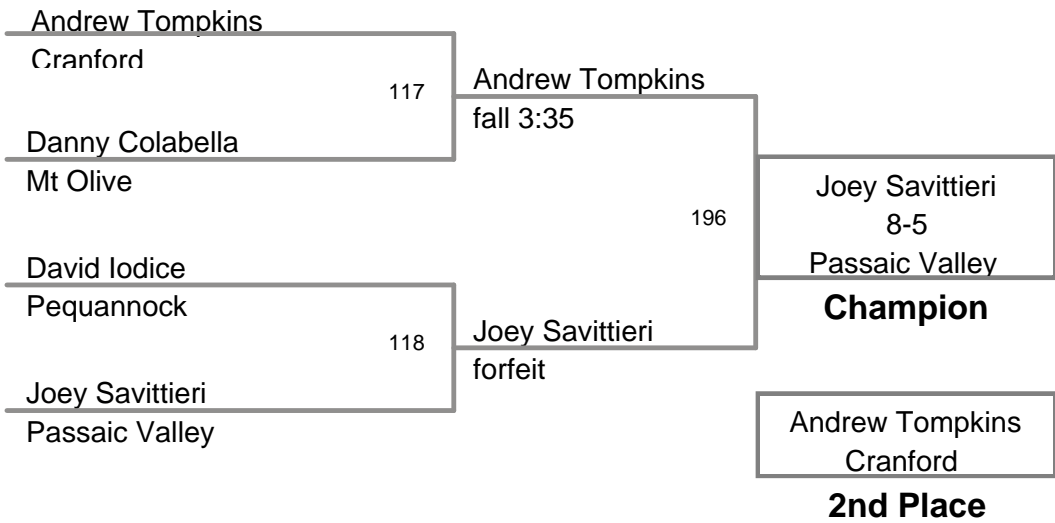 Andrew Tompkins
Cranford
117
Danny Colabella
Mt Olive
David Iodice
Pequannock
118
Joey Savittieri
Passaic Valley
Andrew Tompkins
fall 3:35
196
Joey Savittieri
forfeit
Joey Savittieri
8-5
Passaic Valley
Champion
Andrew Tompkins
Cranford
2nd Place